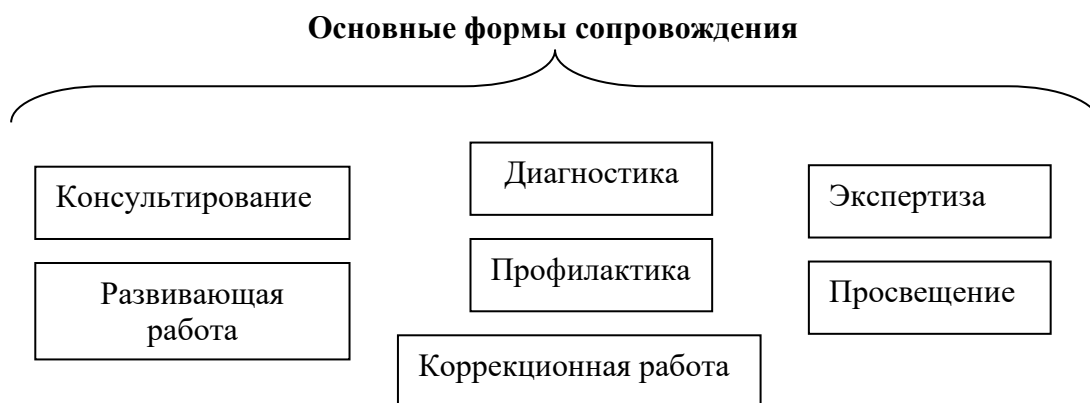 Основные формы сопровождения
Консультирование
Диагностика
Экспертиза
Развивающая
работа
Профилактика
Просвещение
Коррекционная работа